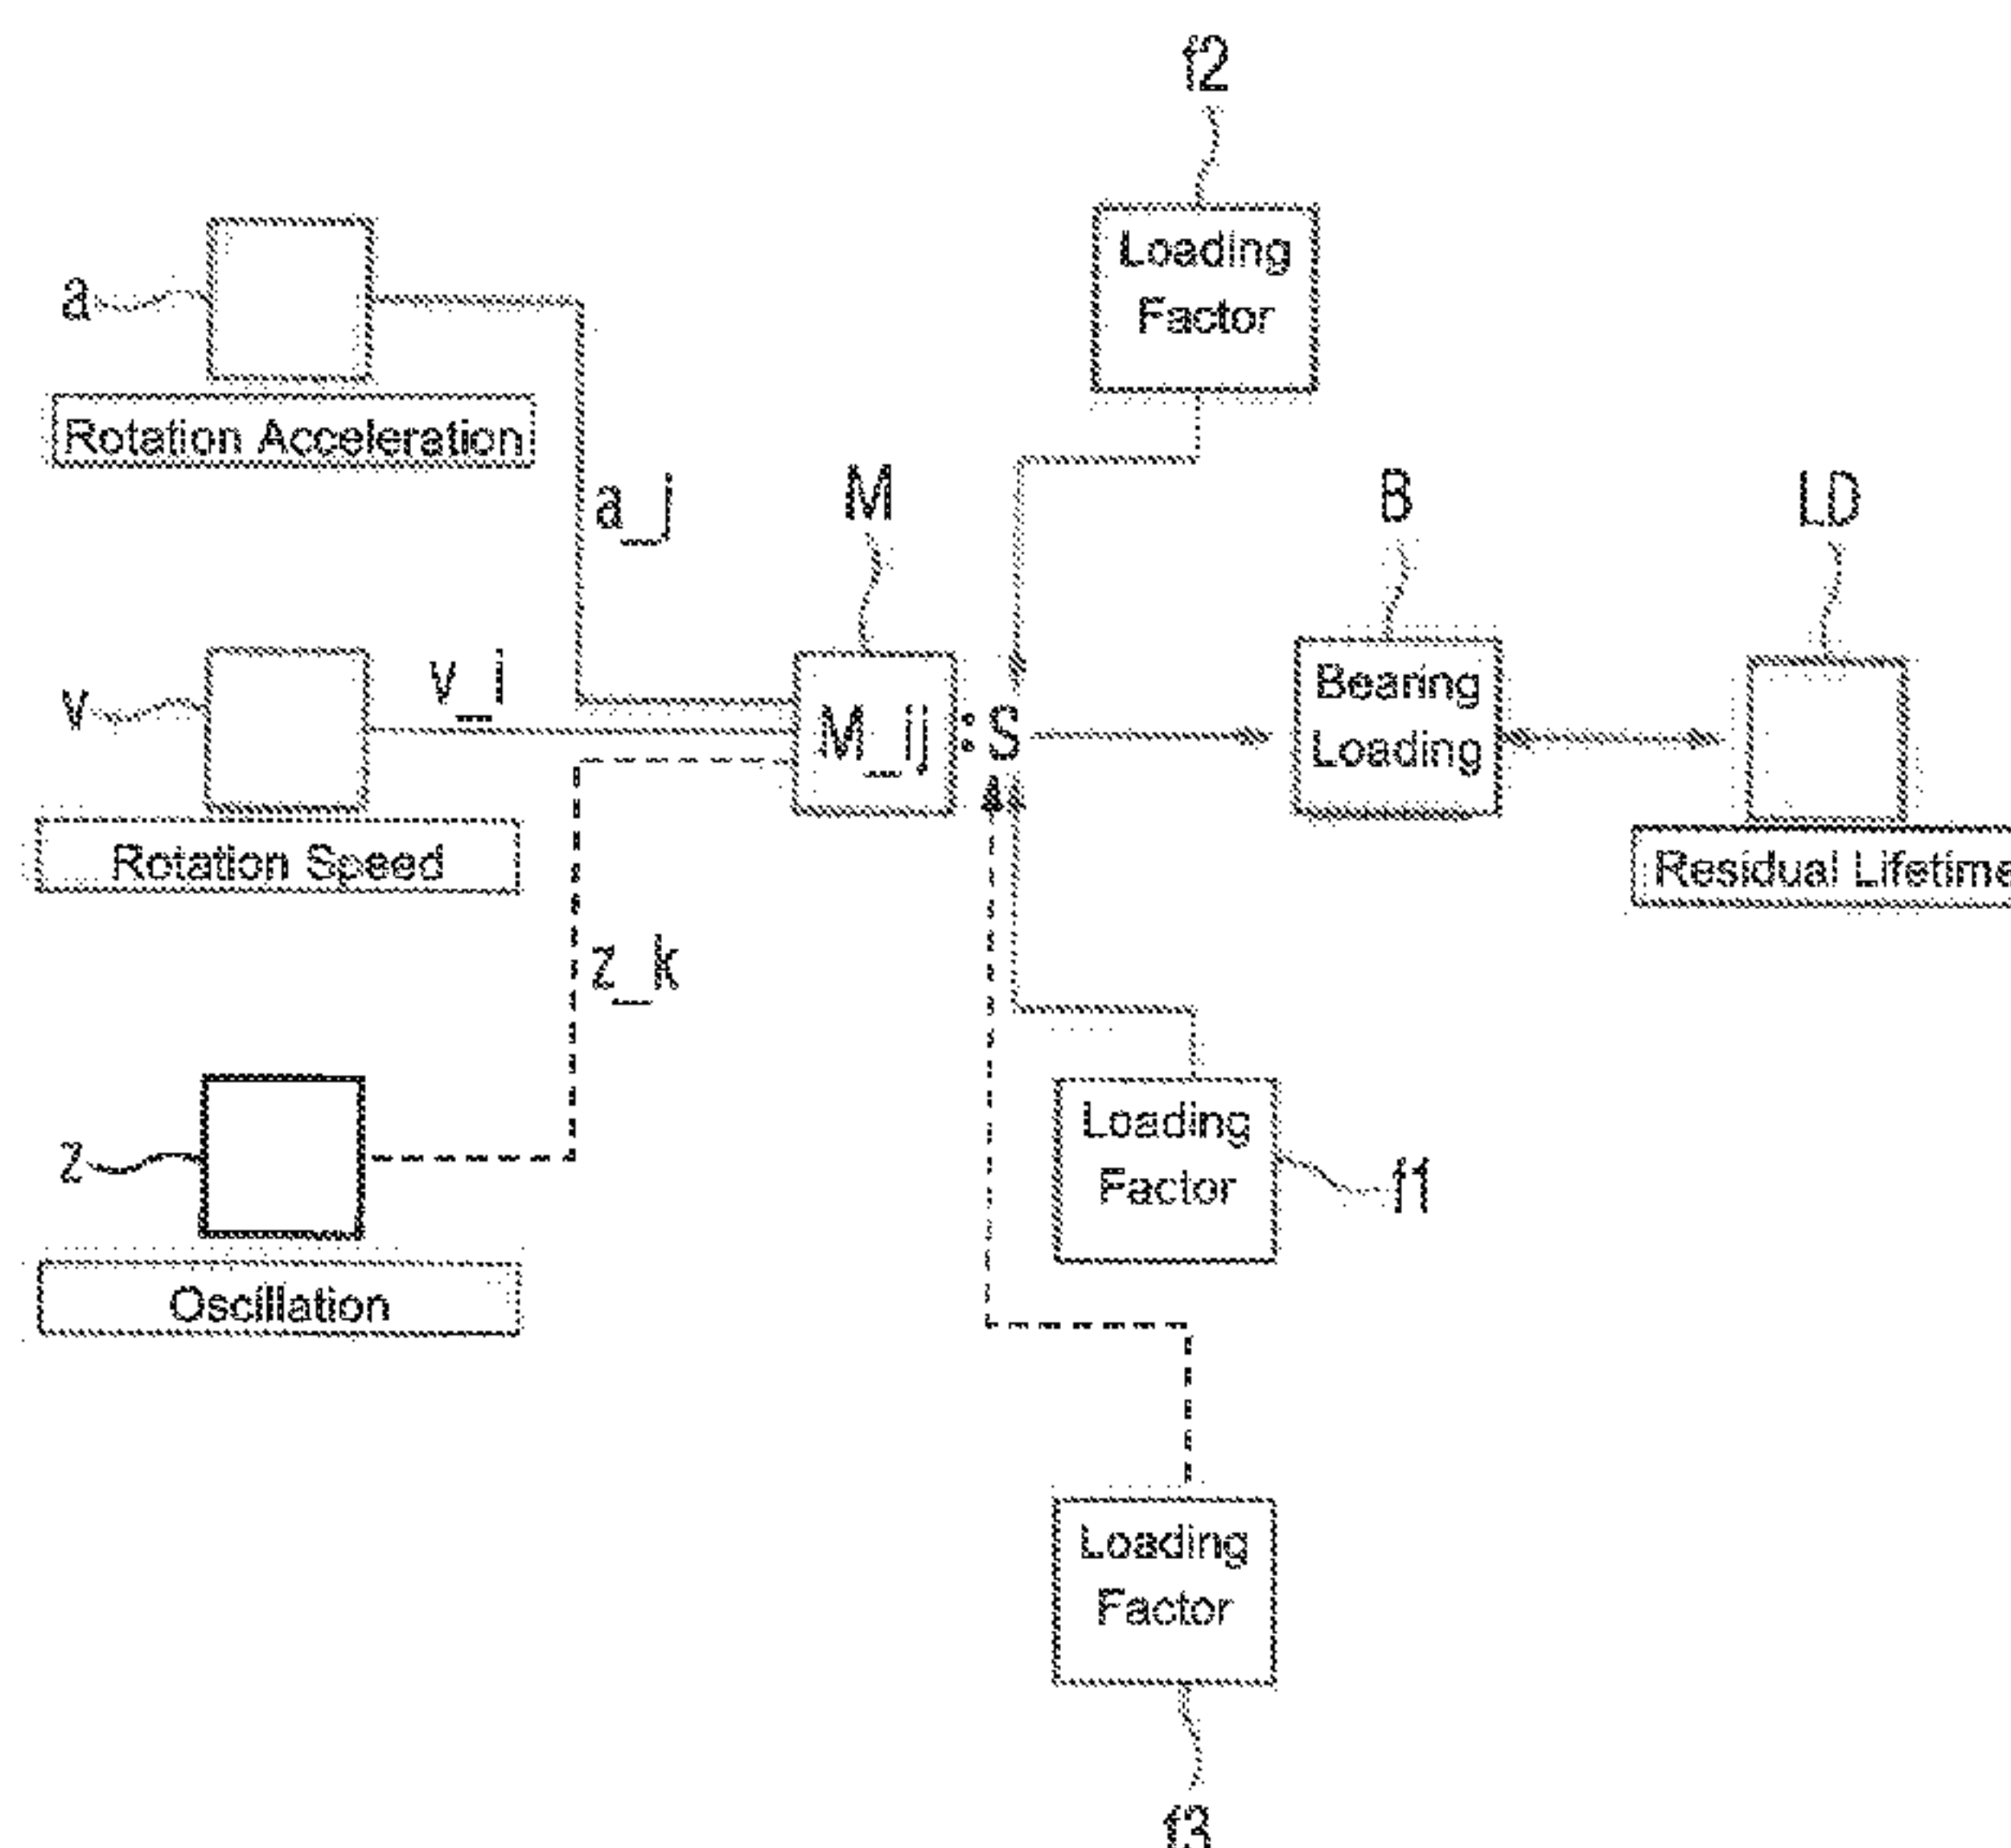 f2
Loading
Factor
a
Rotation Acceleration
a_j
M
B
LD
v
v_i
M_ij
:S
Bearing
Loading
Rotation Speed
Residual Lifetime
z_k
z
Loading
Factor
f1
Oscillation
Loading
Factor
f3